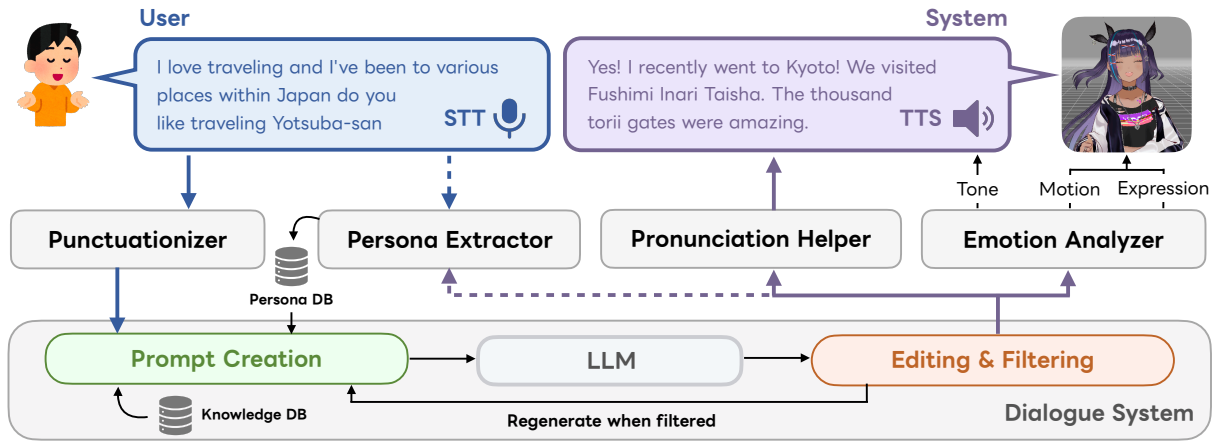 User
System
I love traveling and I've been to various
places within Japan do you
like traveling Yotsuba-san
STT
Yes! I recently went to Kyoto! We visited
Fushimi Inari Taisha. The thousand
torii gates were amazing.
TTS
Tone
Motion
Expression
Punctuationizer
Persona Extractor
Pronunciation Helper
Emotion Analyzer
Persona DB
Prompt Creation
LLM
Editing & Filtering
Knowledge DB
Regenerate when filtered
Dialogue System